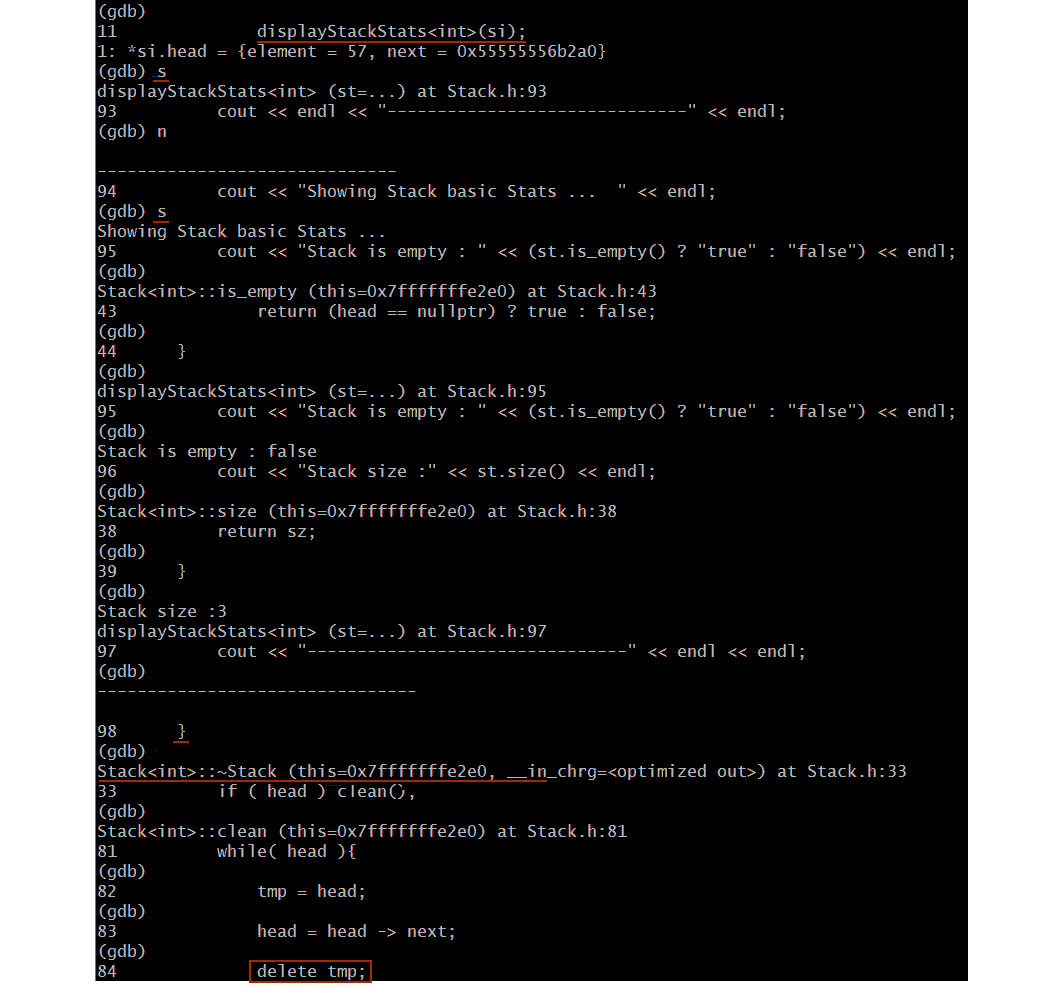 (gdb)
11              displayStackStats<int>(si);
1: *si.head = {element = 57, next = 0x55555556b2a0}
(gdb) s
displayStackStats<int> (st=...) at Stack.h:93
93          cout << endl << "------------------------------" << endl;
(gdb) n
------------------------------
94          cout << "Showing Stack basic Stats ...  " << endl;
(gdb) s
Showing Stack basic Stats ...
95          cout << "Stack is empty : " << (st.is_empty() ? "true" : "false") << endl;
(gdb)
Stack<int>::is_empty (this=0x7fffffffe2e0) at Stack.h:43
43              return (head == nullptr) ? true : false;
(gdb)
44      }
(gdb)
displayStackStats<int> (st=...) at Stack.h:95
95          cout << "Stack is empty : " << (st.is_empty() ? "true" : "false") << endl;
(gdb)
Stack is empty : false
96          cout << "Stack size :" << st.size() << endl;
(gdb)
Stack<int>::size (this=0x7fffffffe2e0) at Stack.h:38
38          return sz;
(gdb)
39      }
(gdb)
Stack size :3
displayStackStats<int> (st=...) at Stack.h:97
97          cout << "--------------------------------" << endl << endl;
(gdb)
--------------------------------
98      }
(gdb)
Stack<int>::~Stack (this=0x7fffffffe2e0, __in_chrg=<optimized out>) at Stack.h:33
33          if ( head ) clean(),
(gdb)
Stack<int>::clean (this=0x7fffffffe2e0) at Stack.h:81
81          while( head ){
(gdb)
82              tmp = head;
(gdb)
83              head = head -> next;
(gdb)
84              delete tmp;